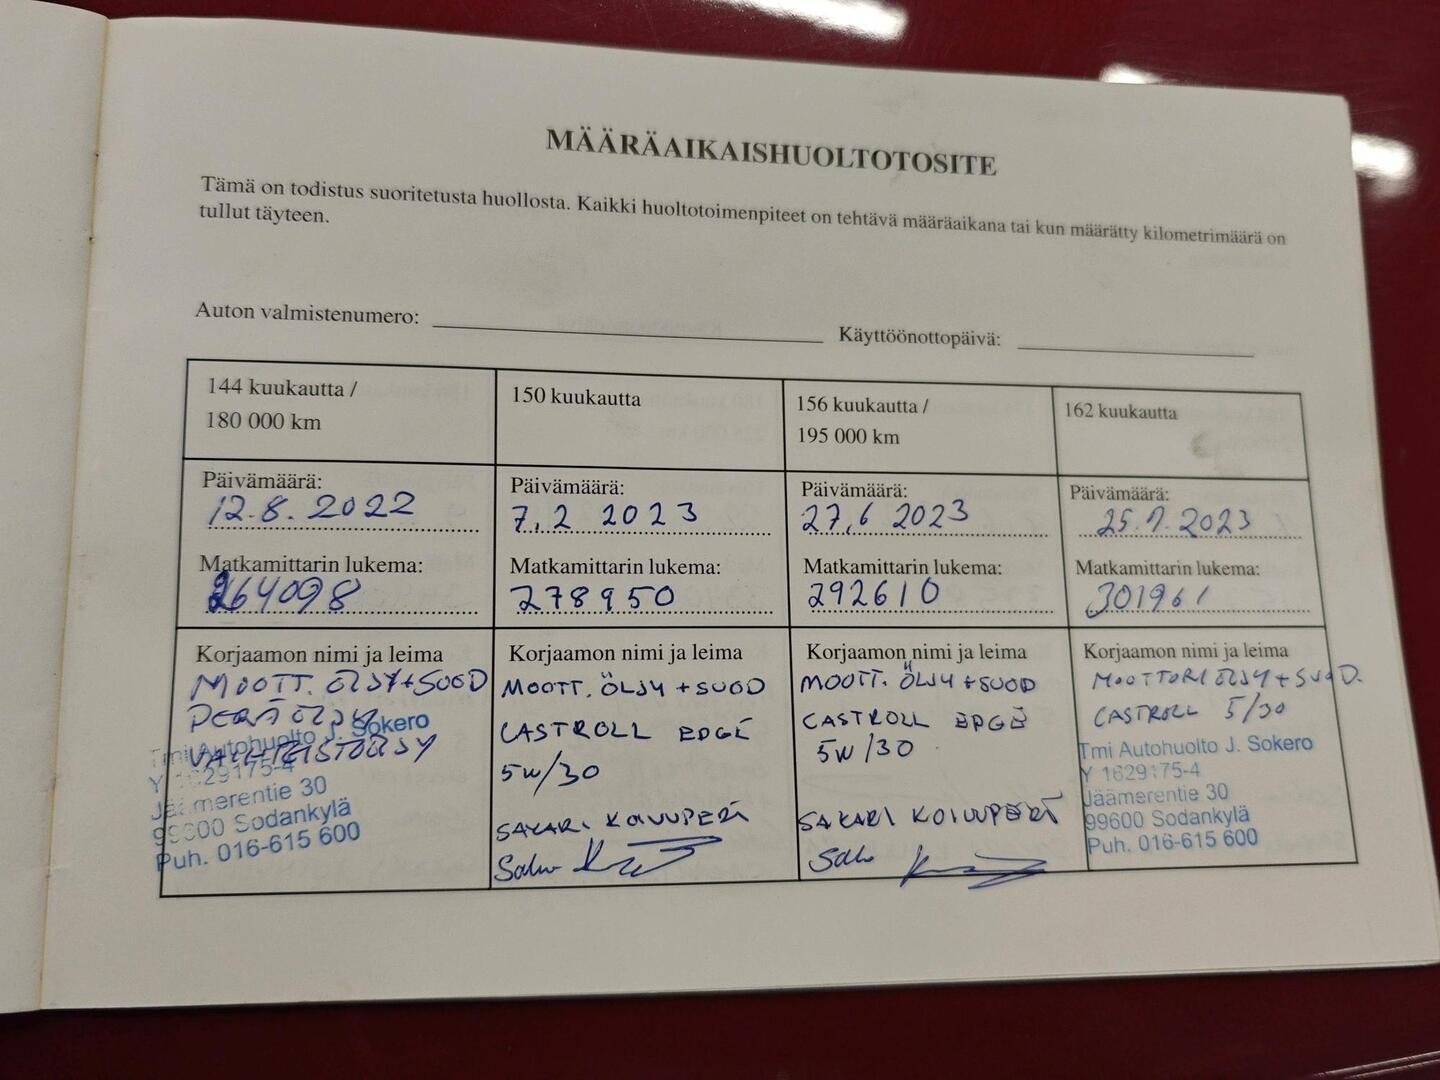 MÄÄRÄAIKAISHUOLTOTOSITE
Tämä on todistus suoritetusta huollosta. Kaikki huoltotoimenpiteet on tehtävä määräaikana tai kun määrätty kilometrimäärä on
tullut täyteen.
Auton valmistenumero:
Käyttöönottopäivä:
144 kuukautta /
180 000 km
Päivämäärä:
12.8.2022
Matkamittarin lukema:
264098
Korjaamon nimi ja leima
MOOTT. ÖLJY+SUOD
PERÄÖLJY
VAIHTEISTÖLJY
Tmi Autohuolto J. Sokero
Y 1629175-4
Jäämerentie 30
99600 Sodankylä
Puh. 016-615 600
150 kuukautta
Päivämäärä:
7.2 2023
Matkamittarin lukema:
278950
Korjaamon nimi ja leima
MOOTT. ÖLJY + SUOD
CASTROLL EDGE
5W/30
SAKARI KOIVUPERÄ
156 kuukautta /
195 000 km
Päivämäärä:
27.6 2023
Matkamittarin lukema:
292610
Korjaamon nimi ja leima
MOOTT. ÖLJY +SUOD
CASTROLL EDGE
5W/30
SAKARI KOIVUPERÄ
162 kuukautta
Päivämäärä:
Matkamittarin lukema:
301961
Korjaamon nimi ja leima
MOOTTORI ÖLJY + SUOD.
CASTROLL 5/30
Tmi Autohuolto J. Sokero
Y 1629175-4
Jäämerentie 30
99600 Sodankylä
Puh. 016-615 600